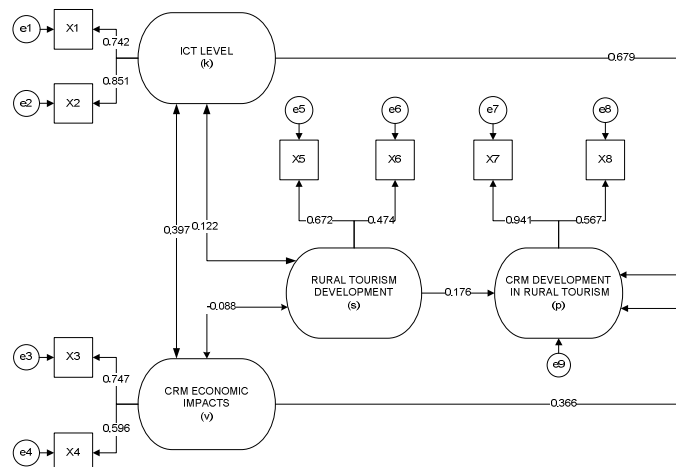 e1
X1
0.742
ICT LEVEL
(k)
0.679
0.851
e2
X2
e5
e6
e7
e8
X5
X6
X7
X8
0.672
0.474
0.941
0.567
0.397
0.122
RURAL TOURISM
DEVELOPMENT
(s)
0.176
CRM DEVELOPMENT
IN RURAL TOURISM
(p)
-0.088
e3
X3
0.747
CRM ECONOMIC
IMPACTS
(v)
e9
0.366
0.596
e4
X4